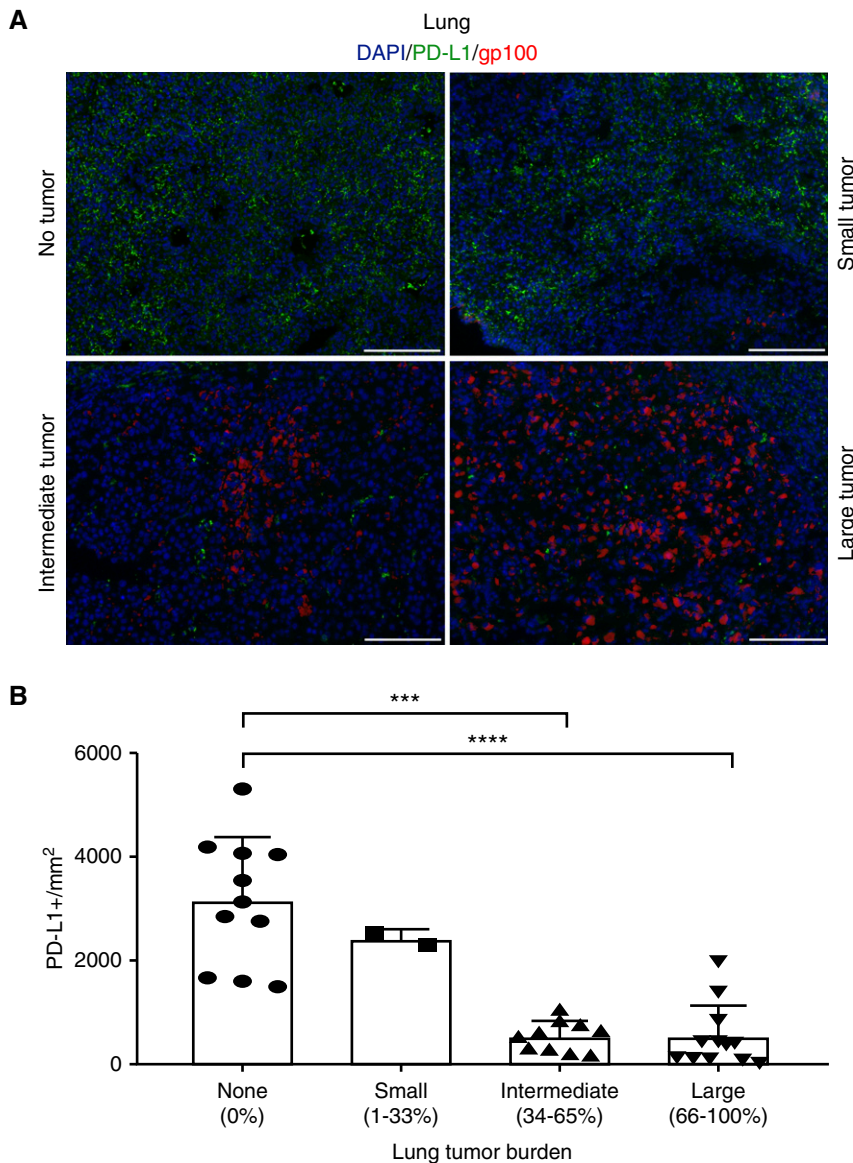 A
Lung
DAPI/PD-L1/gp100
No tumor
Small tumor
Intermediate tumor
Large tumor
B
***
****
PD-L1+/mm²
6000
4000
2000
0
None
(0%)
Small
(1-33%)
Intermediate
(34-65%)
Large
(66-100%)
Lung tumor burden